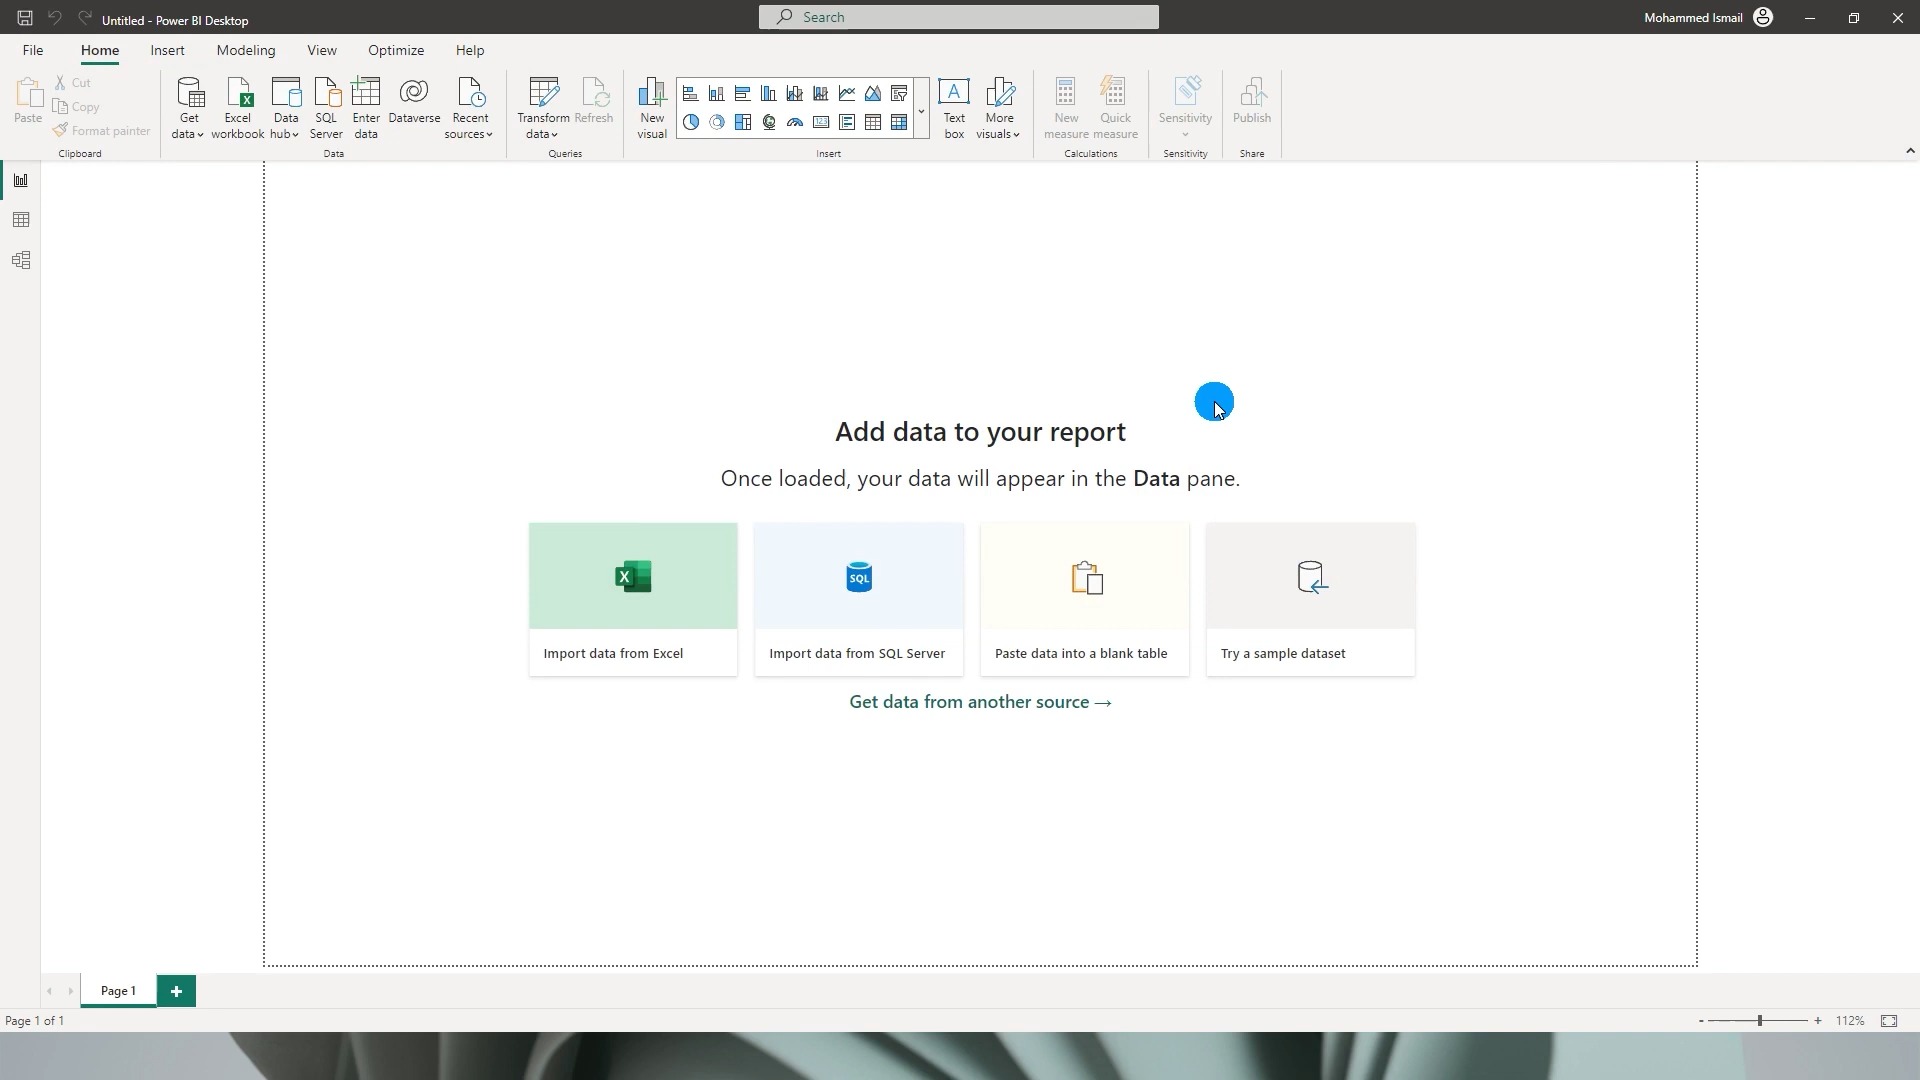 Untitled - Power BI Desktop
Search
Mohammed Ismail
File Home Insert Modeling View Optimize Help
Paste
Cut
Copy
Format painter
Clipboard
Get data
Excel workbook
Data hub
SQL Server
Enter data
Dataverse
Recent sources
Data
Transform data
Refresh
Queries
New visual
123
A
Text box
More visuals
Insert
New measure
Quick measure
Calculations
Sensitivity
Sensitivity
Publish
Share
Add data to your report
Once loaded, your data will appear in the Data pane.
X
SQL
Import data from Excel
Import data from SQL Server
Paste data into a blank table
Try a sample dataset
Get data from another source →
Page 1
+
Page 1 of 1
- + 112%